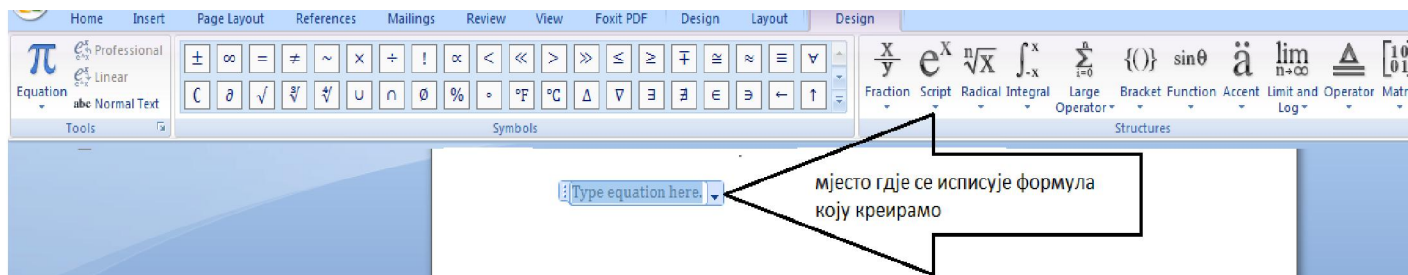 Home Insert Page Layout References Mailings Review View Foxit PDF Design Layout Design
π Professional
Linear
Equation abc Normal Text
± ∞ = ≠ ~ × ÷ ! ∝ < ≪ > ≫ ≤ ≥ ∓ ≅ ≈ ≡ ∀
∁ ∂ √ ∛ ∜ ∪ ∩ ∅ % ° °F °C ∆ ∇ ∃ ∄ ∈ ∋ ← ↑
Fraction Script Radical Integral Large Operator Bracket Function Accent Limit and Log Operator Matr
Tools Symbols Structures
Type equation here.
мјесто гдје се исписује формула
коју креирамо